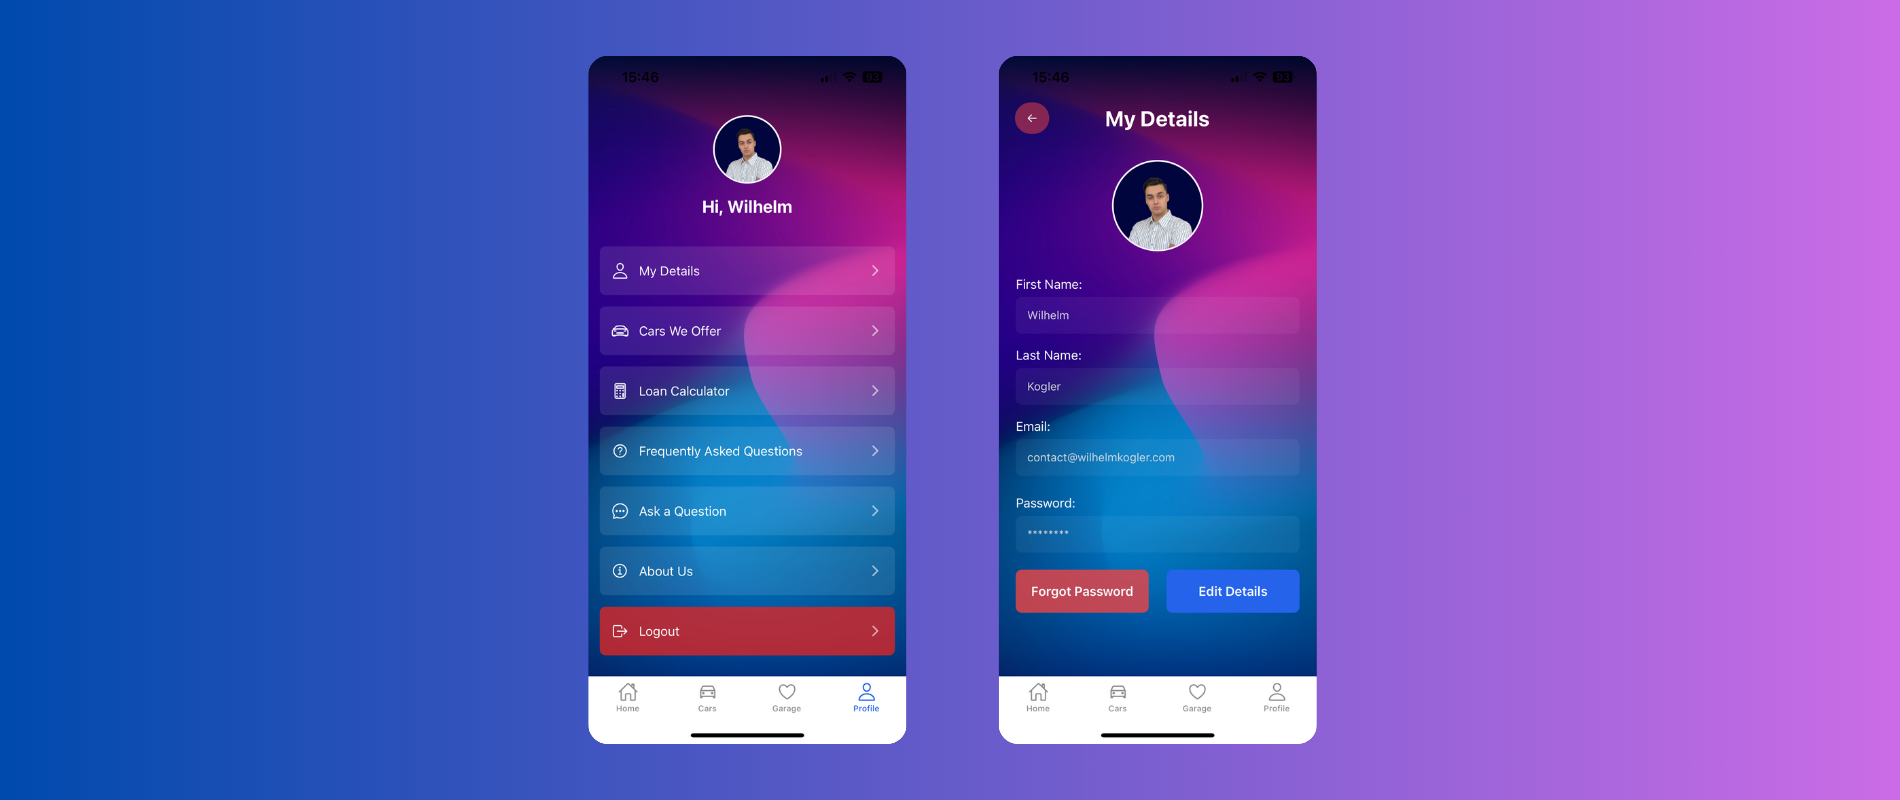 15:46
93
Hi, Wilhelm
My Details
Cars We Offer
Loan Calculator
Frequently Asked Questions
Ask a Question
About Us
Logout
Home Cars Garage Profile
15:46
93
My Details
First Name:
Wilhelm
Last Name:
Kogler
Email:
contact@wilhelmkogler.com
Password:
********
Forgot Password Edit Details
Home Cars Garage Profile